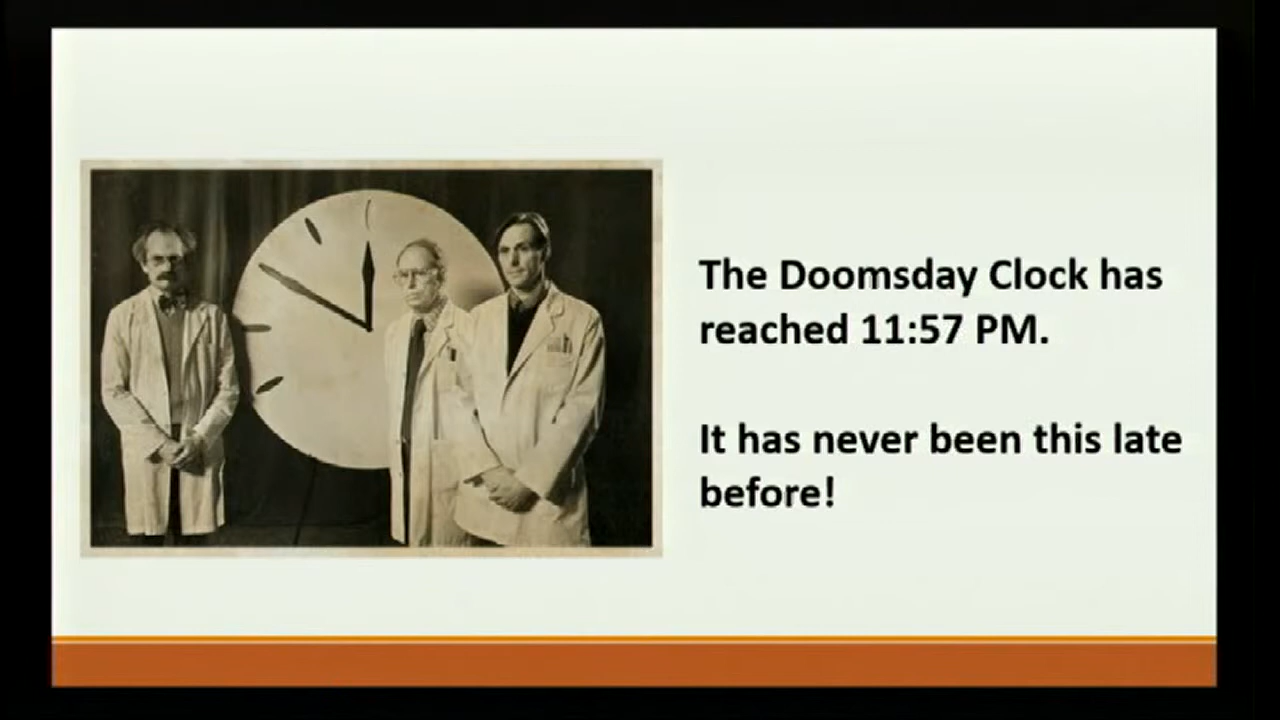 The Doomsday Clock has
reached 11:57 PM.
It has never been this late
before!